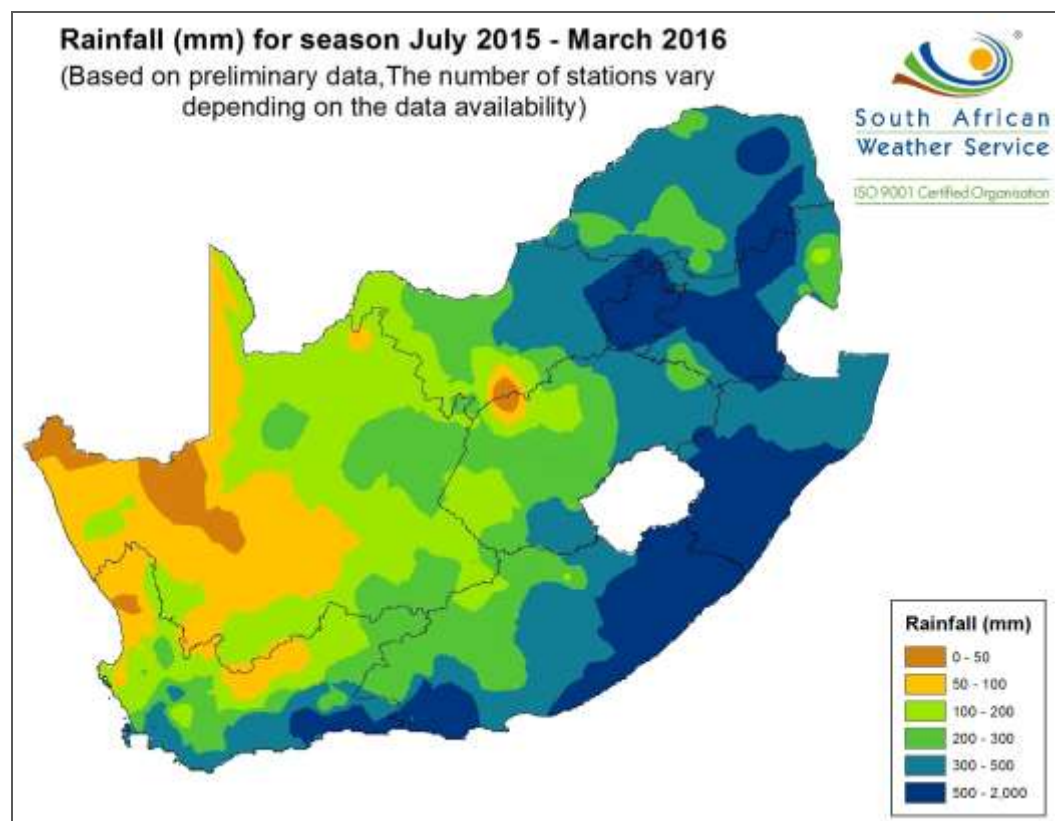 Rainfall (mm) for season July 2015 - March 2016
(Based on preliminary data,The number of stations vary
depending on the data availability)
®
South African
Weather Service
ISO 9001 Certified Organisation
Rainfall (mm)
0 - 50
50 - 100
100 - 200
200 - 300
300 - 500
500 - 2,000